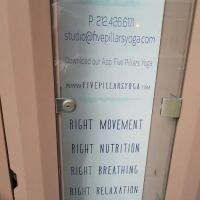 P 212.426.6111
studio@fivepillarsyoga.com
Download our App Five Pillars Yoga
WWW.FIVEPILLARSYOGA.COM
RIGHT MOVEMENT
RIGHT NUTRITION
RIGHT BREATHING
RIGHT RELAXATION